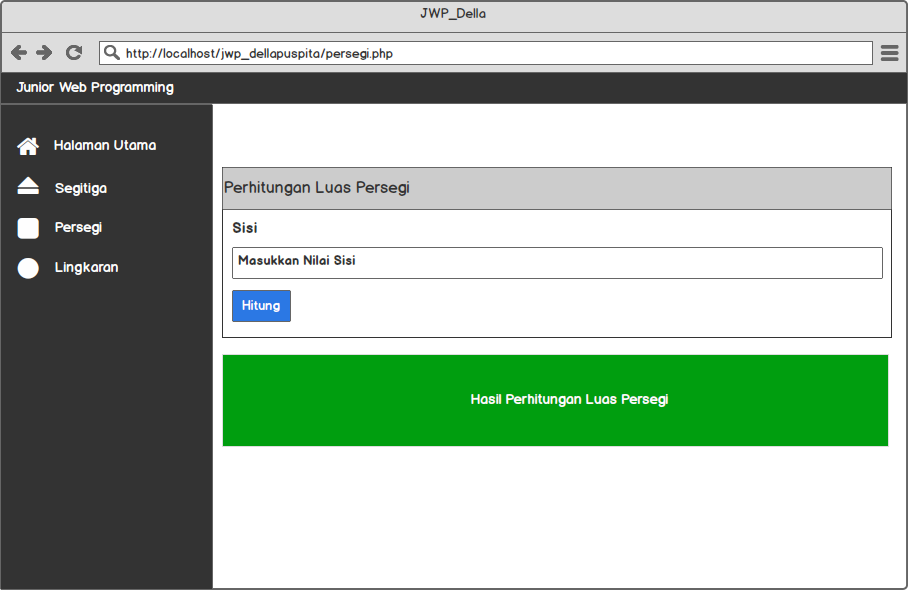 JWP_Della
http://localhost/jwp_dellapuspita/persegi.php
Junior Web Programming
Halaman Utama
Segitiga
Persegi
Lingkaran
Perhitungan Luas Persegi
Sisi
Masukkan Nilai Sisi
Hitung
Hasil Perhitungan Luas Persegi